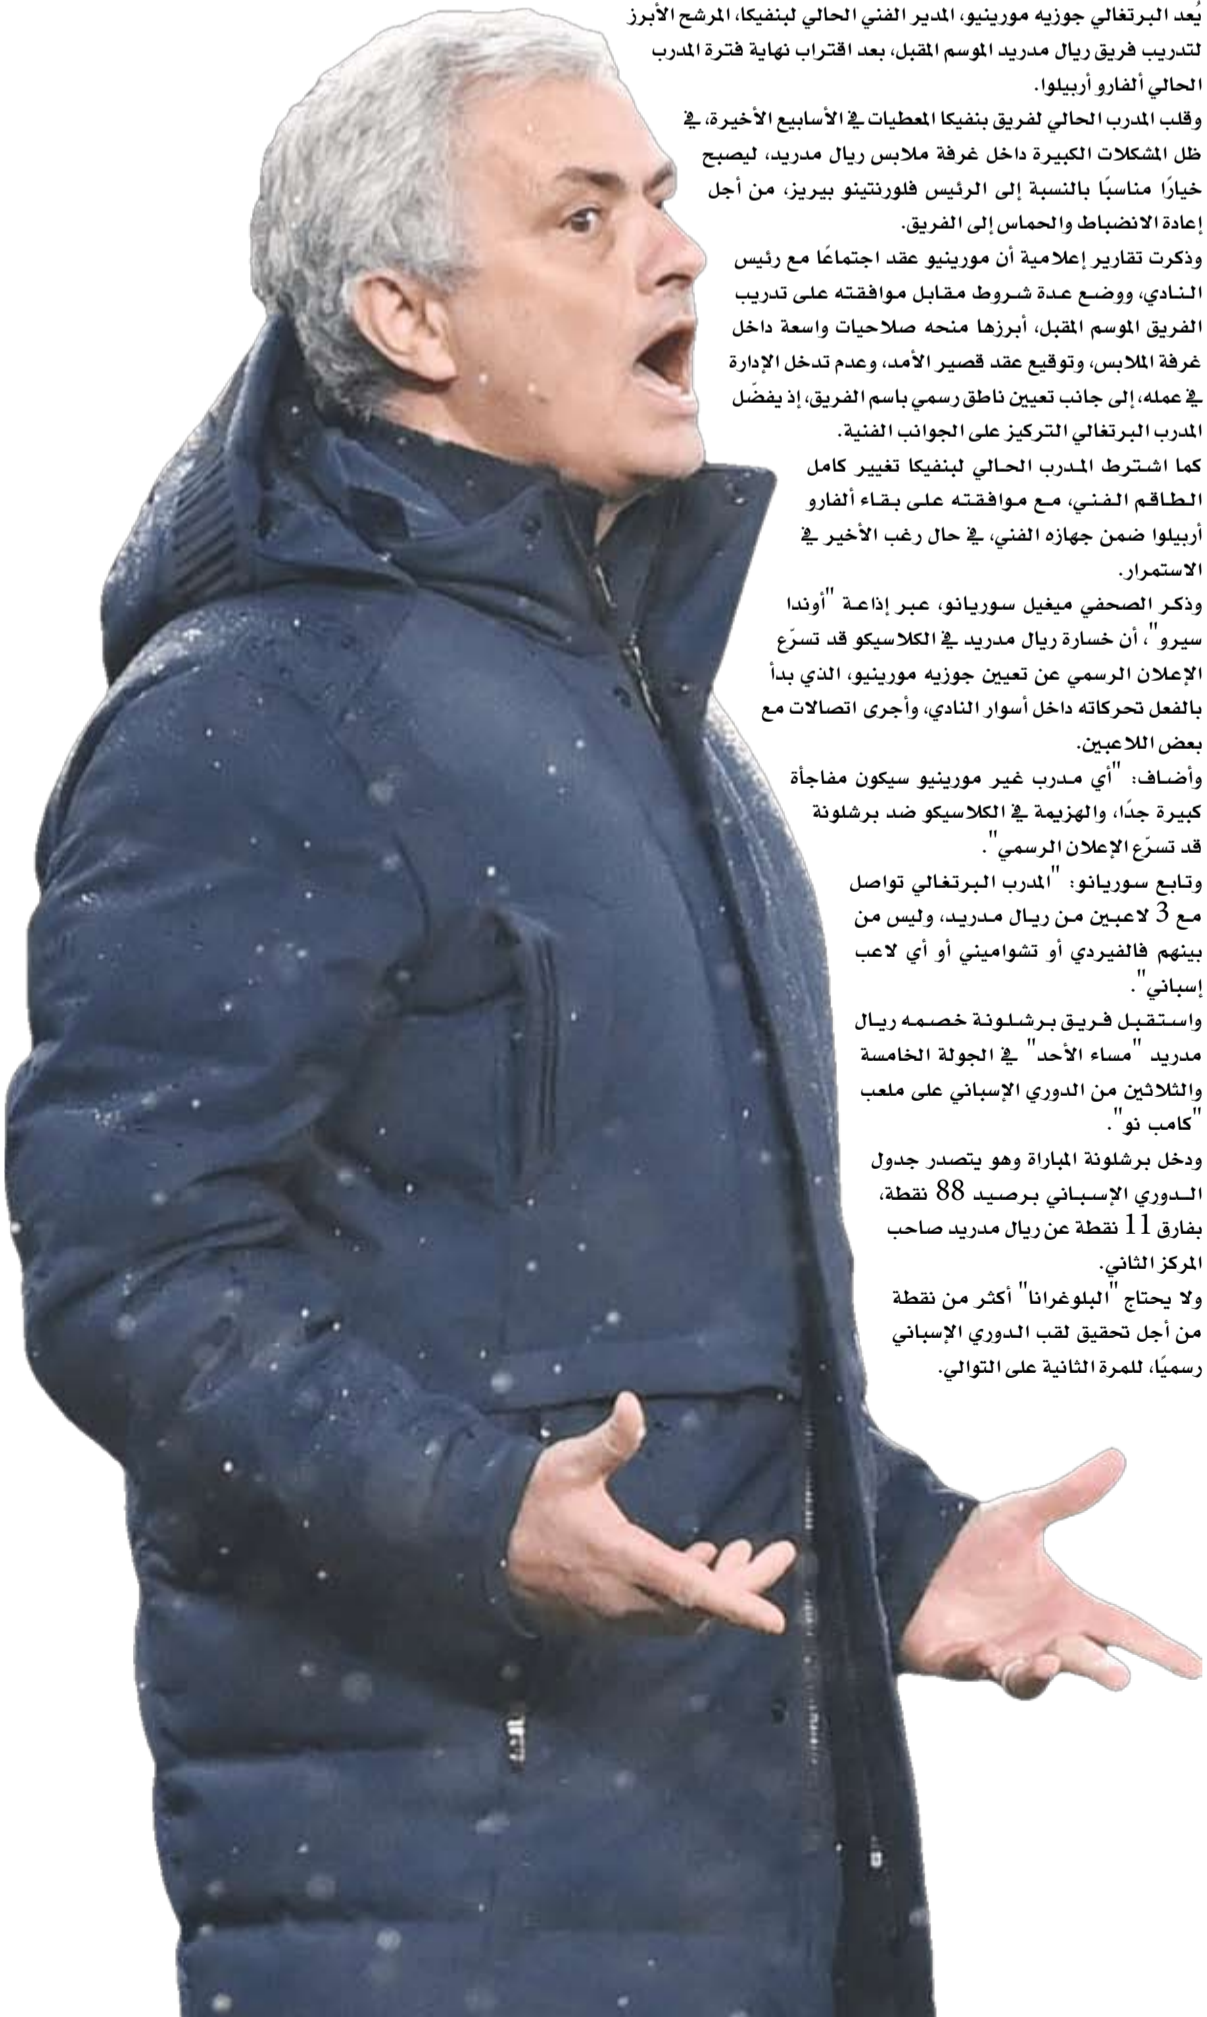 يُعد البرتغالي جوزيه مورينيو، المدير الفني الحالي لبنفيكا، المرشح الأبرز
لتدريب فريق ريال مدريد الموسم المقبل، بعد اقتراب نهاية فترة المدرب
الحالي ألفارو أربيلوا.
وقلب المدرب الحالي لفريق بنفيكا المعطيات في الأسابيع الأخيرة، في
ظل المشكلات الكبيرة داخل غرفة ملابس ريال مدريد، ليصبح
خيارًا مناسبًا بالنسبة إلى الرئيس فلورنتينو بيريز، من أجل
إعادة الانضباط والحماس إلى الفريق.
وذكرت تقارير إعلامية أن مورينيو عقد اجتماعًا مع رئيس
النادي، ووضع عدة شروط مقابل موافقته على تدريب
الفريق الموسم المقبل، أبرزها منحه صلاحيات واسعة داخل
غرفة الملابس، وتوقيع عقد قصير الأمد، وعدم تدخل الإدارة
في عمله، إلى جانب تعيين ناطق رسمي باسم الفريق، إذ يفضّل
المدرب البرتغالي التركيز على الجوانب الفنية.
كما اشترط المدرب الحالي لبنفيكا تغيير كامل
الطاقم الفني، مع موافقته على بقاء ألفارو
أربيلوا ضمن جهازه الفني، في حال رغب الأخير في
الاستمرار.
وذكر الصحفي ميغيل سوريانو، عبر إذاعة "أوندا
سيرو"، أن خسارة ريال مدريد في الكلاسيكو قد تسرّع
الإعلان الرسمي عن تعيين جوزيه مورينيو، الذي بدأ
بالفعل تحركاته داخل أسوار النادي، وأجرى اتصالات مع
بعض اللاعبين.
وأضاف: "أي مدرب غير مورينيو سيكون مفاجأة
كبيرة جدًا، والهزيمة في الكلاسيكو ضد برشلونة
قد تسرّع الإعلان الرسمي".
وتابع سوريانو: "المدرب البرتغالي تواصل
مع 3 لاعبين من ريال مدريد، وليس من
بينهم فالفيردي أو تشواميني أو أي لاعب
إسباني".
واستقبل فريق برشلونة خصمه ريال
مدريد "مساء الأحد" في الجولة الخامسة
والثلاثين من الدوري الإسباني على ملعب
"كامب نو".
ودخل برشلونة المباراة وهو يتصدر جدول
الدوري الإسباني برصيد 88 نقطة،
بفارق 11 نقطة عن ريال مدريد صاحب
المركز الثاني.
ولا يحتاج "البلوغرانا" أكثر من نقطة
من أجل تحقيق لقب الدوري الإسباني
رسميًا، للمرة الثانية على التوالي.